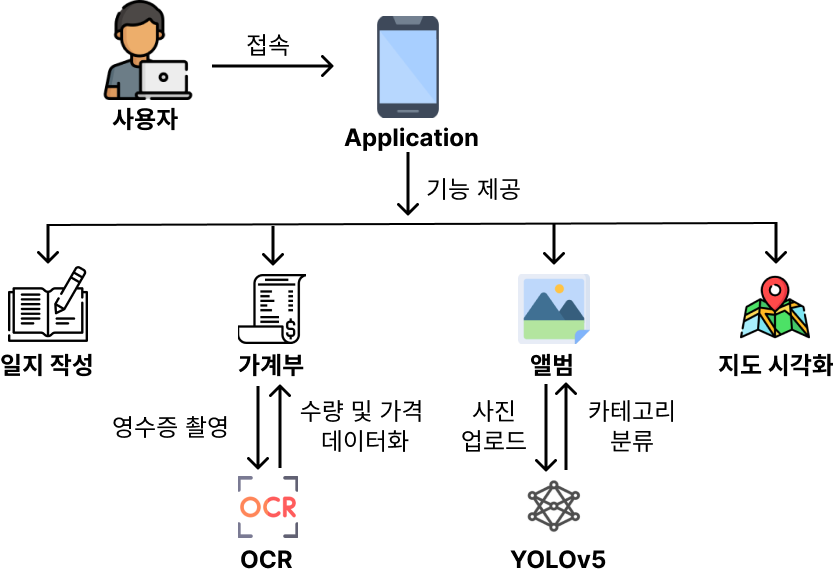 접속
사용자
Application
기능 제공
일지 작성
가계부
앨범
지도 시각화
영수증 촬영
수량 및 가격
데이터화
사진
업로드
카테고리
분류
OCR
OCR
YOLOv5